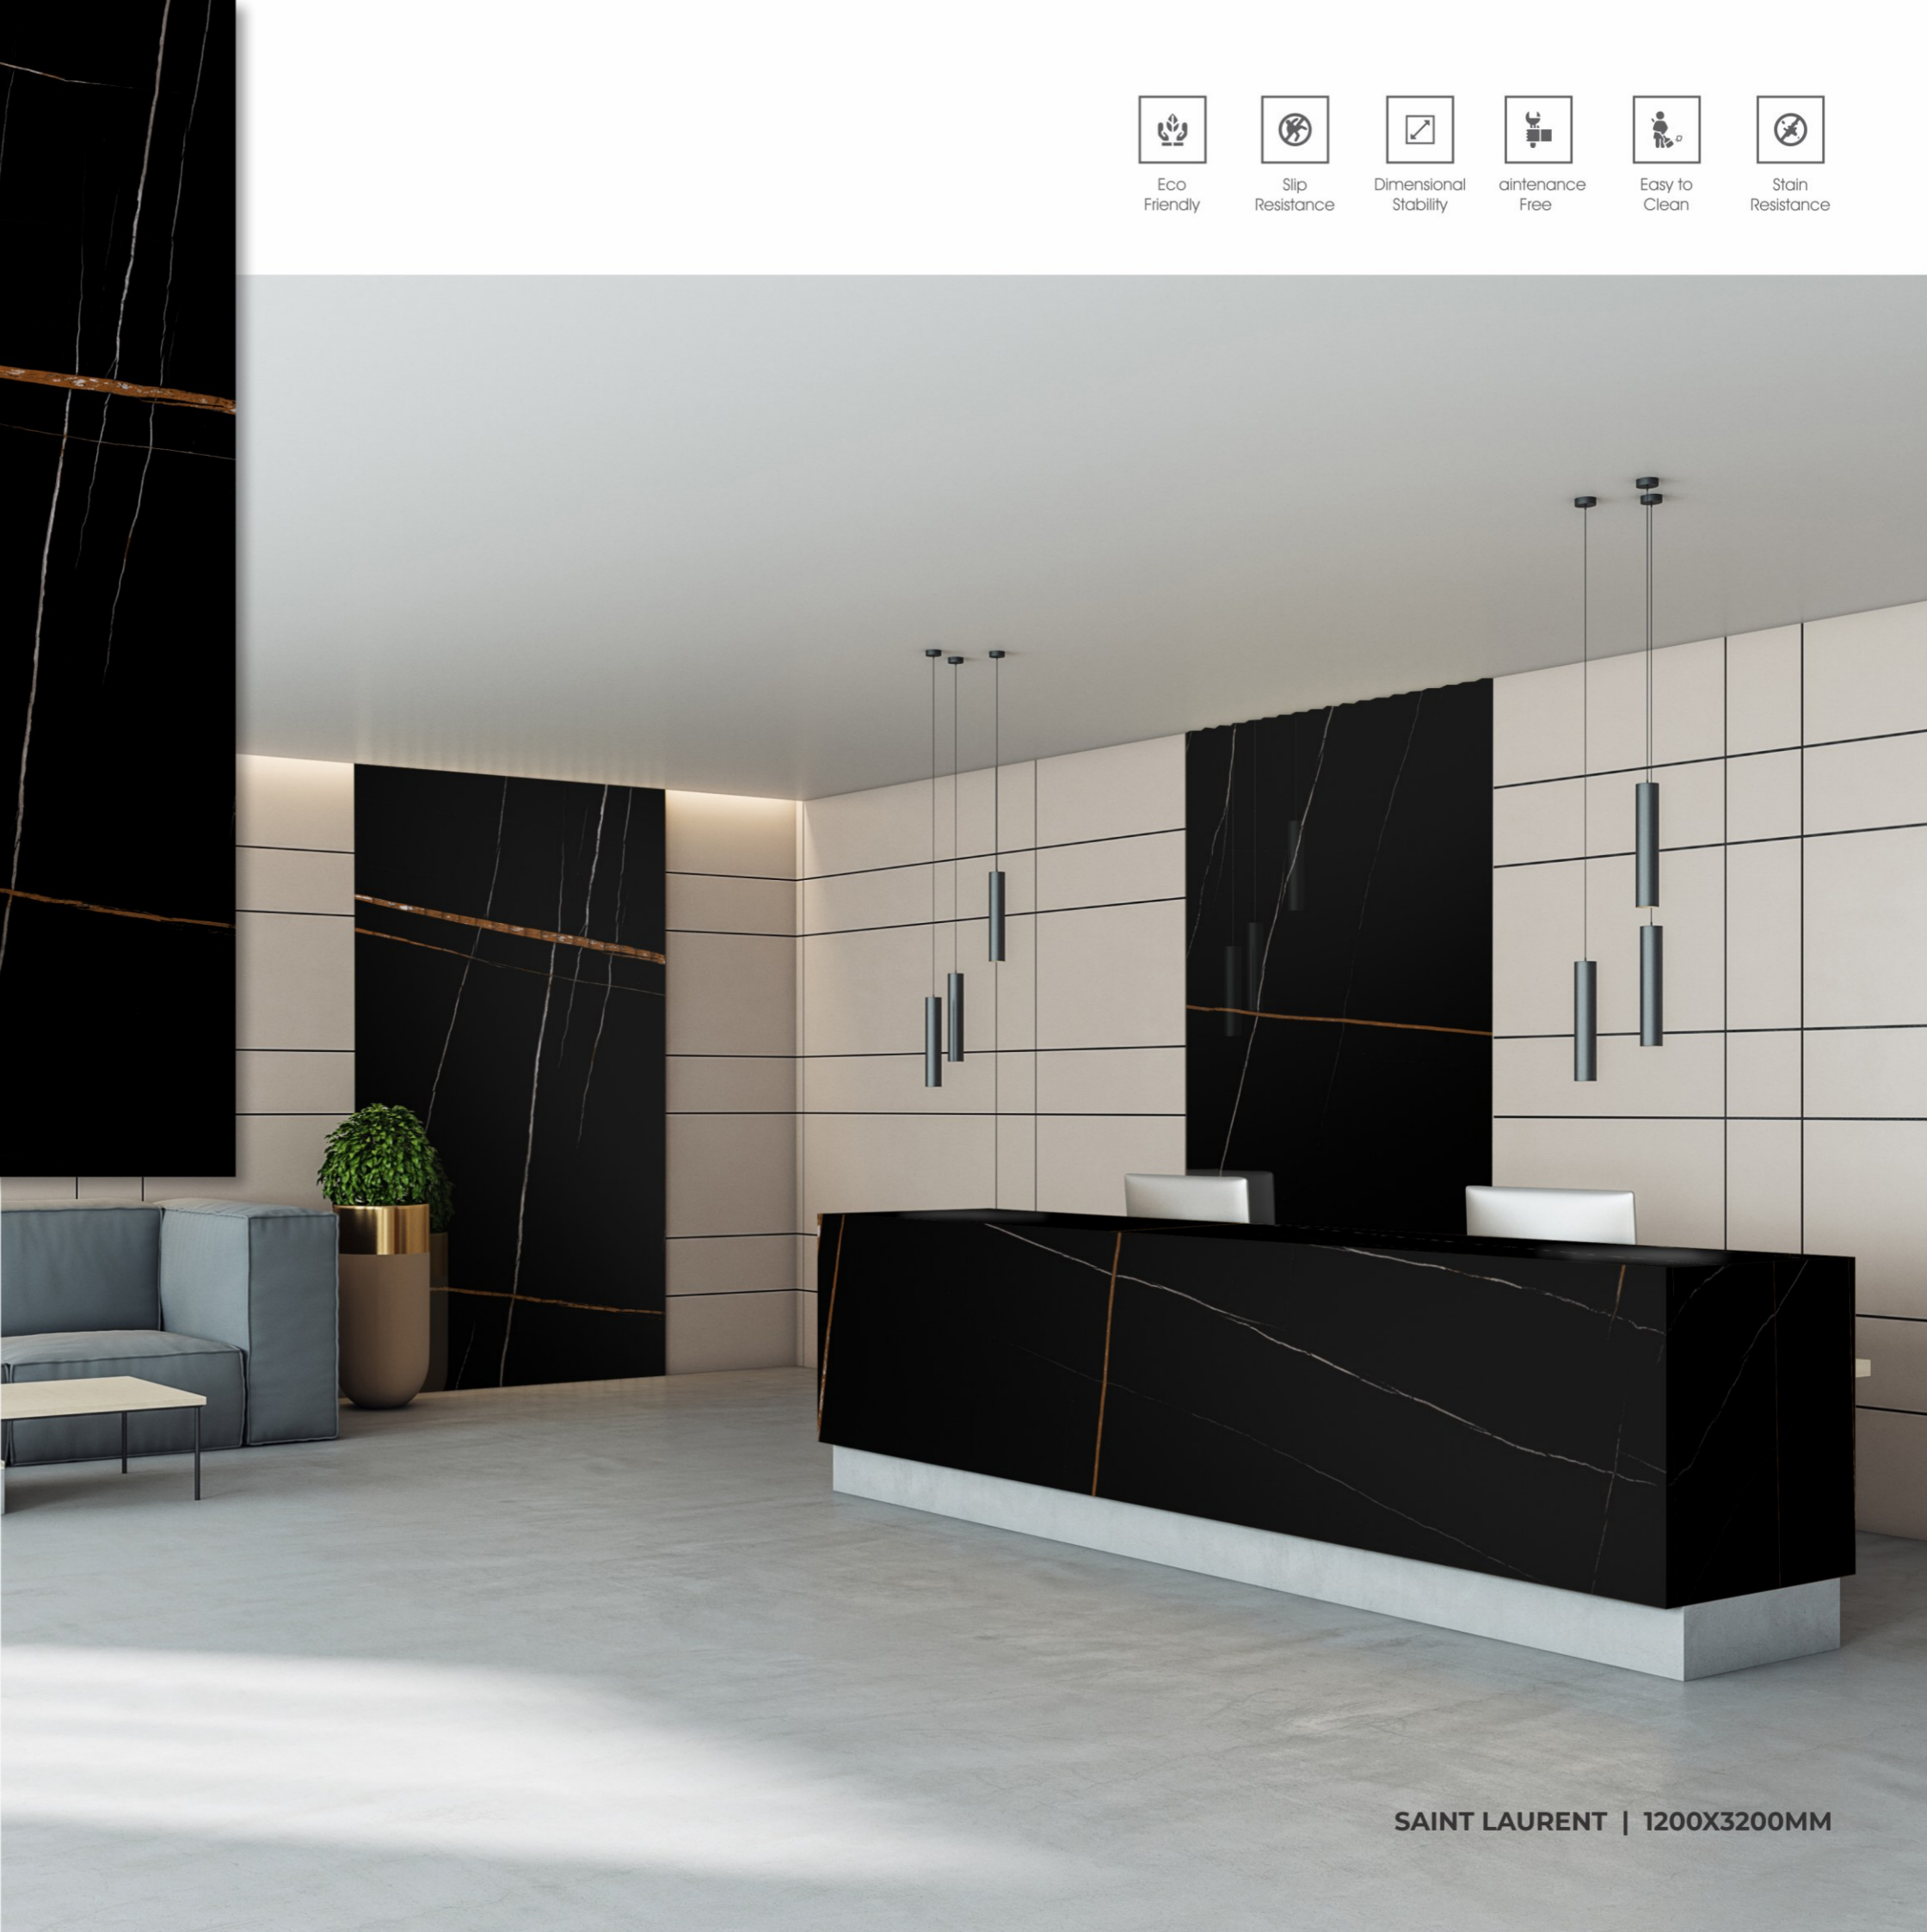 Eco
Friendly
Slip
Resistance
Dimensional
Stability
aintenance
Free
Easy to
Clean
Stain
Resistance
SAINT LAURENT | 1200X3200MM